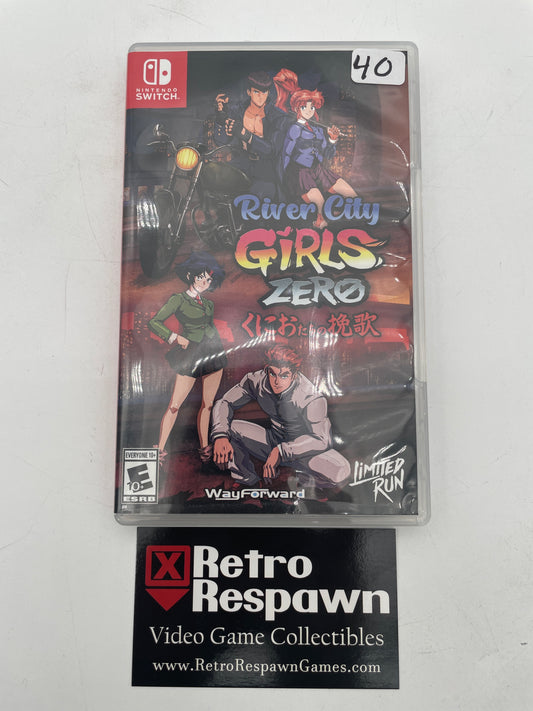 40
NINTENDO
SWITCH™
River City
GiRLS
ZERO
くにおたちの挽歌
EVERYONE 10+
E
10+
ESRB
WayForward
LIMITED
RUN
X
Retro
Respawn
Video Game Collectibles
www.RetroRespawnGames.com